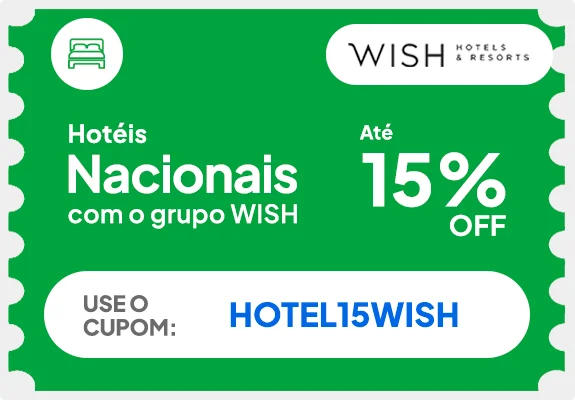 WISH HOTELS & RESORTS
Hotéis
Nacionais
com o grupo WISH
Até
15%
OFF
USE O
CUPOM:
HOTEL15WISH